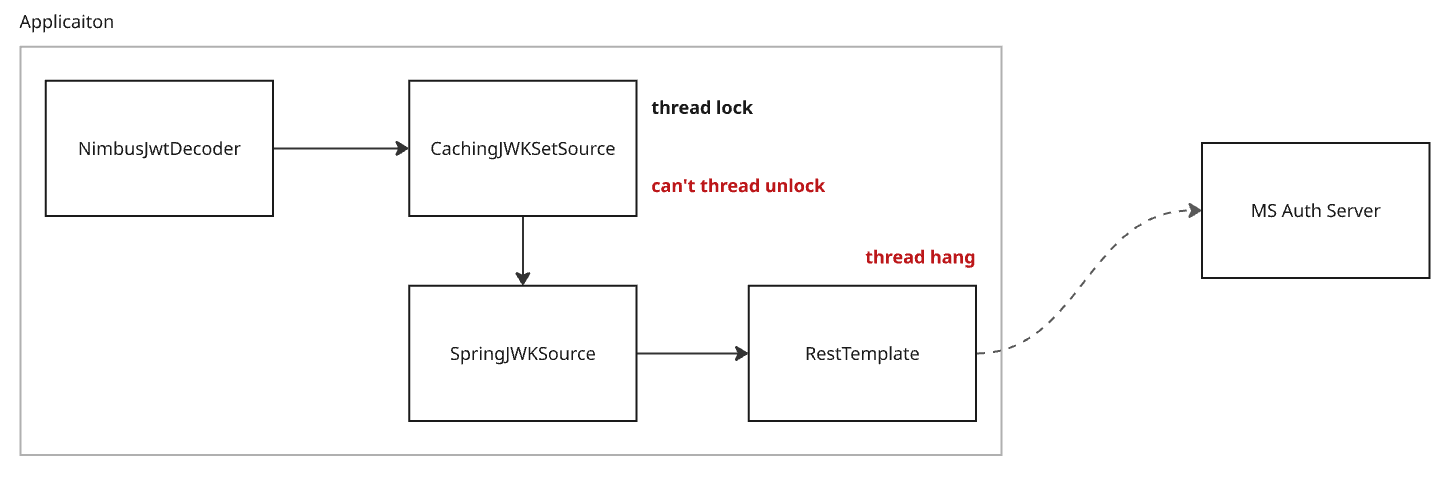 Applicaiton
NimbusJwtDecoder
CachingJWKSetSource
thread lock
can't thread unlock
MS Auth Server
thread hang
SpringJWKSource
RestTemplate